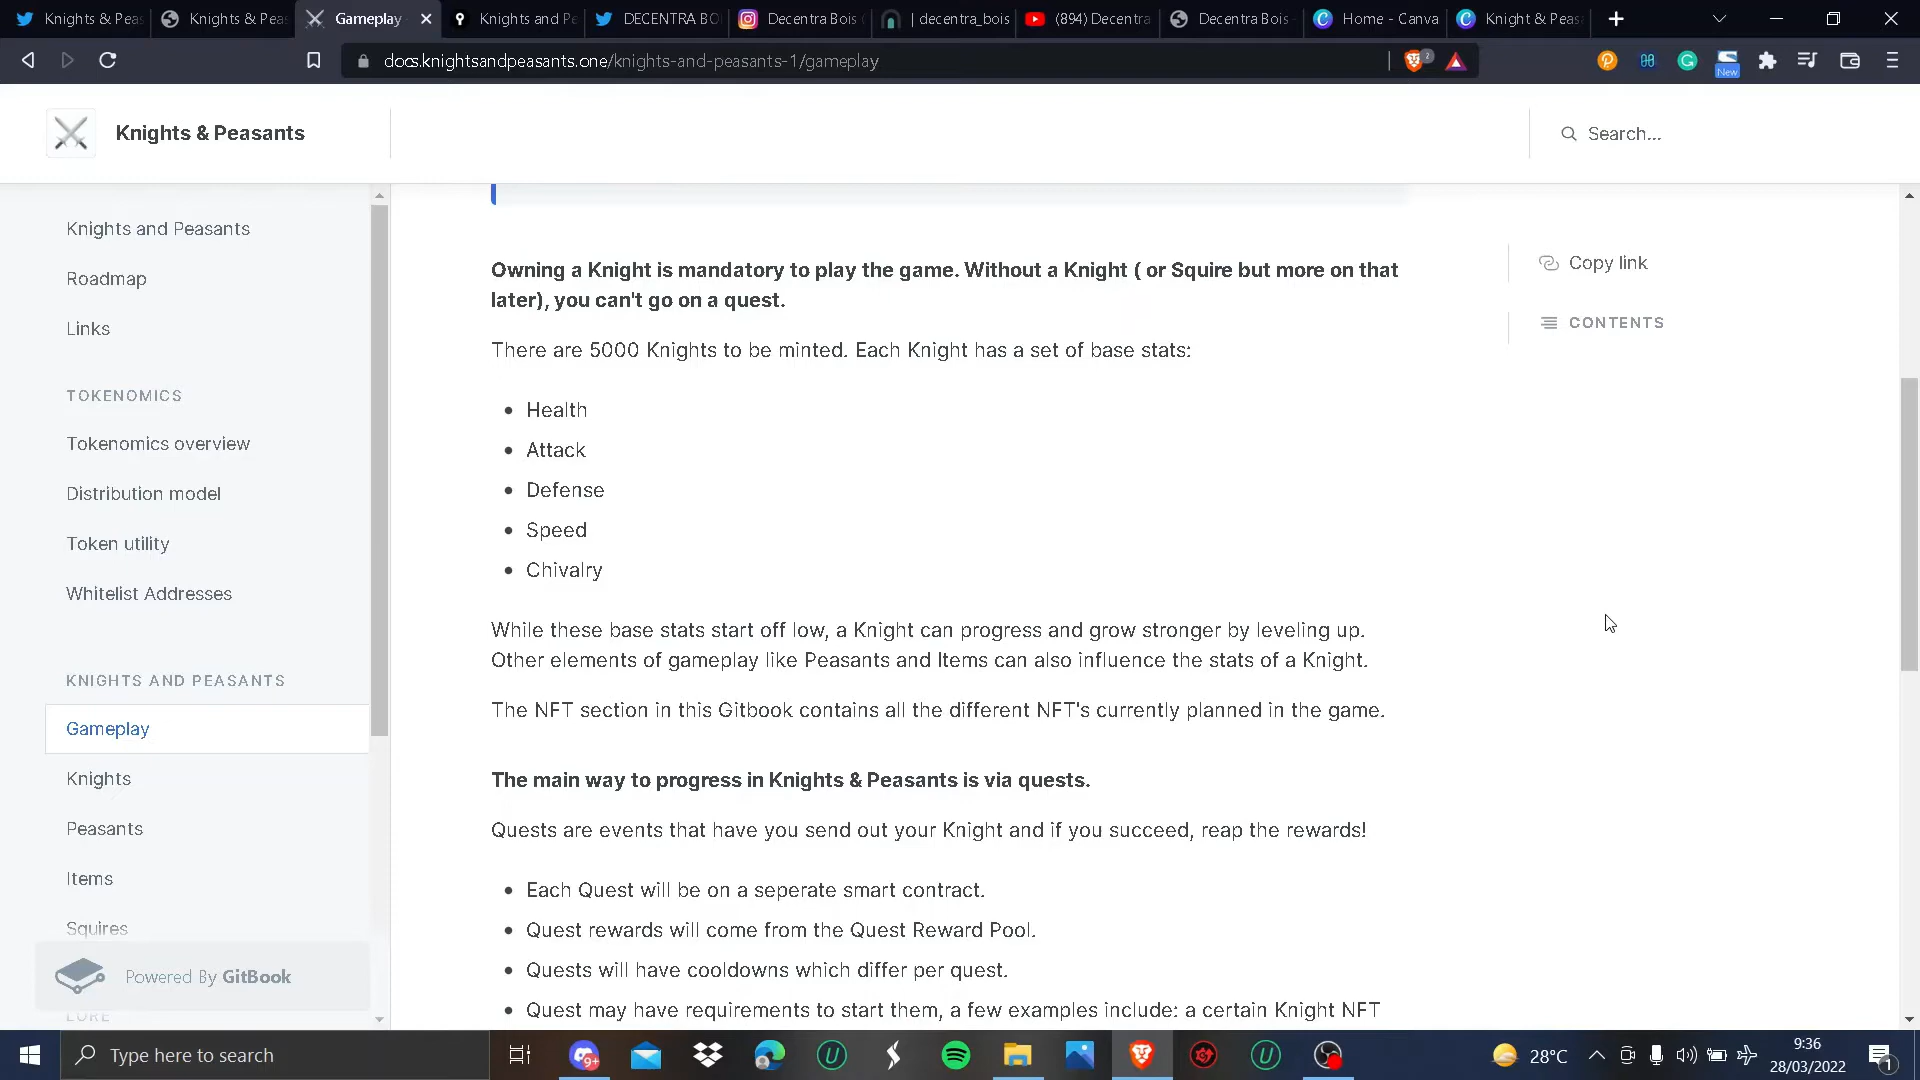 Knights & Peas
Knights & Peas
Gameplay
Knights and Pe
DECENTRA BO
Decentra Bois
| decentra_bois
(894) Decentra
Decentra Bois
Home - Canva
Knight & Peas
docs.knightsandpeasants.one/knights-and-peasants-1/gameplay
2
New
Knights & Peasants
Search...
Knights and Peasants
Roadmap
Links
TOKENOMICS
Tokenomics overview
Distribution model
Token utility
Whitelist Addresses
KNIGHTS AND PEASANTS
Gameplay
Knights
Peasants
Items
Squires
Powered By GitBook
LORE
Owning a Knight is mandatory to play the game. Without a Knight ( or Squire but more on that
later), you can't go on a quest.
There are 5000 Knights to be minted. Each Knight has a set of base stats:
• Health
• Attack
• Defense
• Speed
• Chivalry
While these base stats start off low, a Knight can progress and grow stronger by leveling up.
Other elements of gameplay like Peasants and Items can also influence the stats of a Knight.
The NFT section in this Gitbook contains all the different NFT's currently planned in the game.
The main way to progress in Knights & Peasants is via quests.
Quests are events that have you send out your Knight and if you succeed, reap the rewards!
• Each Quest will be on a seperate smart contract.
• Quest rewards will come from the Quest Reward Pool.
• Quests will have cooldowns which differ per quest.
• Quest may have requirements to start them, a few examples include: a certain Knight NFT
Copy link
CONTENTS
Type here to search
9+
28°C
9:36
28/03/2022
1